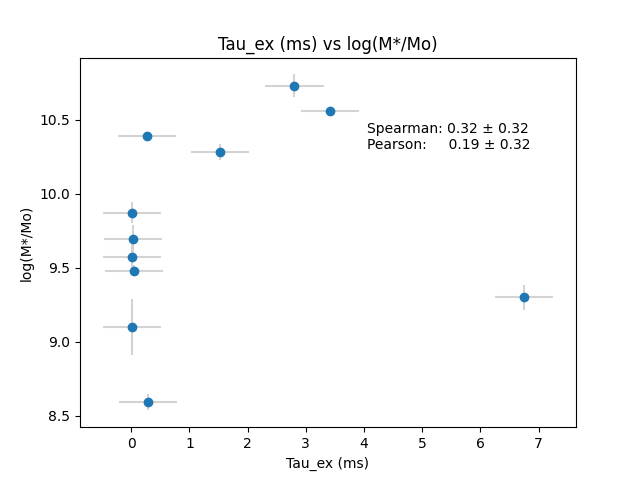 Tau_ex (ms) vs log(M*/Mo)
log(M*/Mo)
10.5
10.0
9.5
9.0
8.5
Spearman: 0.32 ± 0.32
Pearson: 0.19 ± 0.32
0 1 2 3 4 5 6 7
Tau_ex (ms)